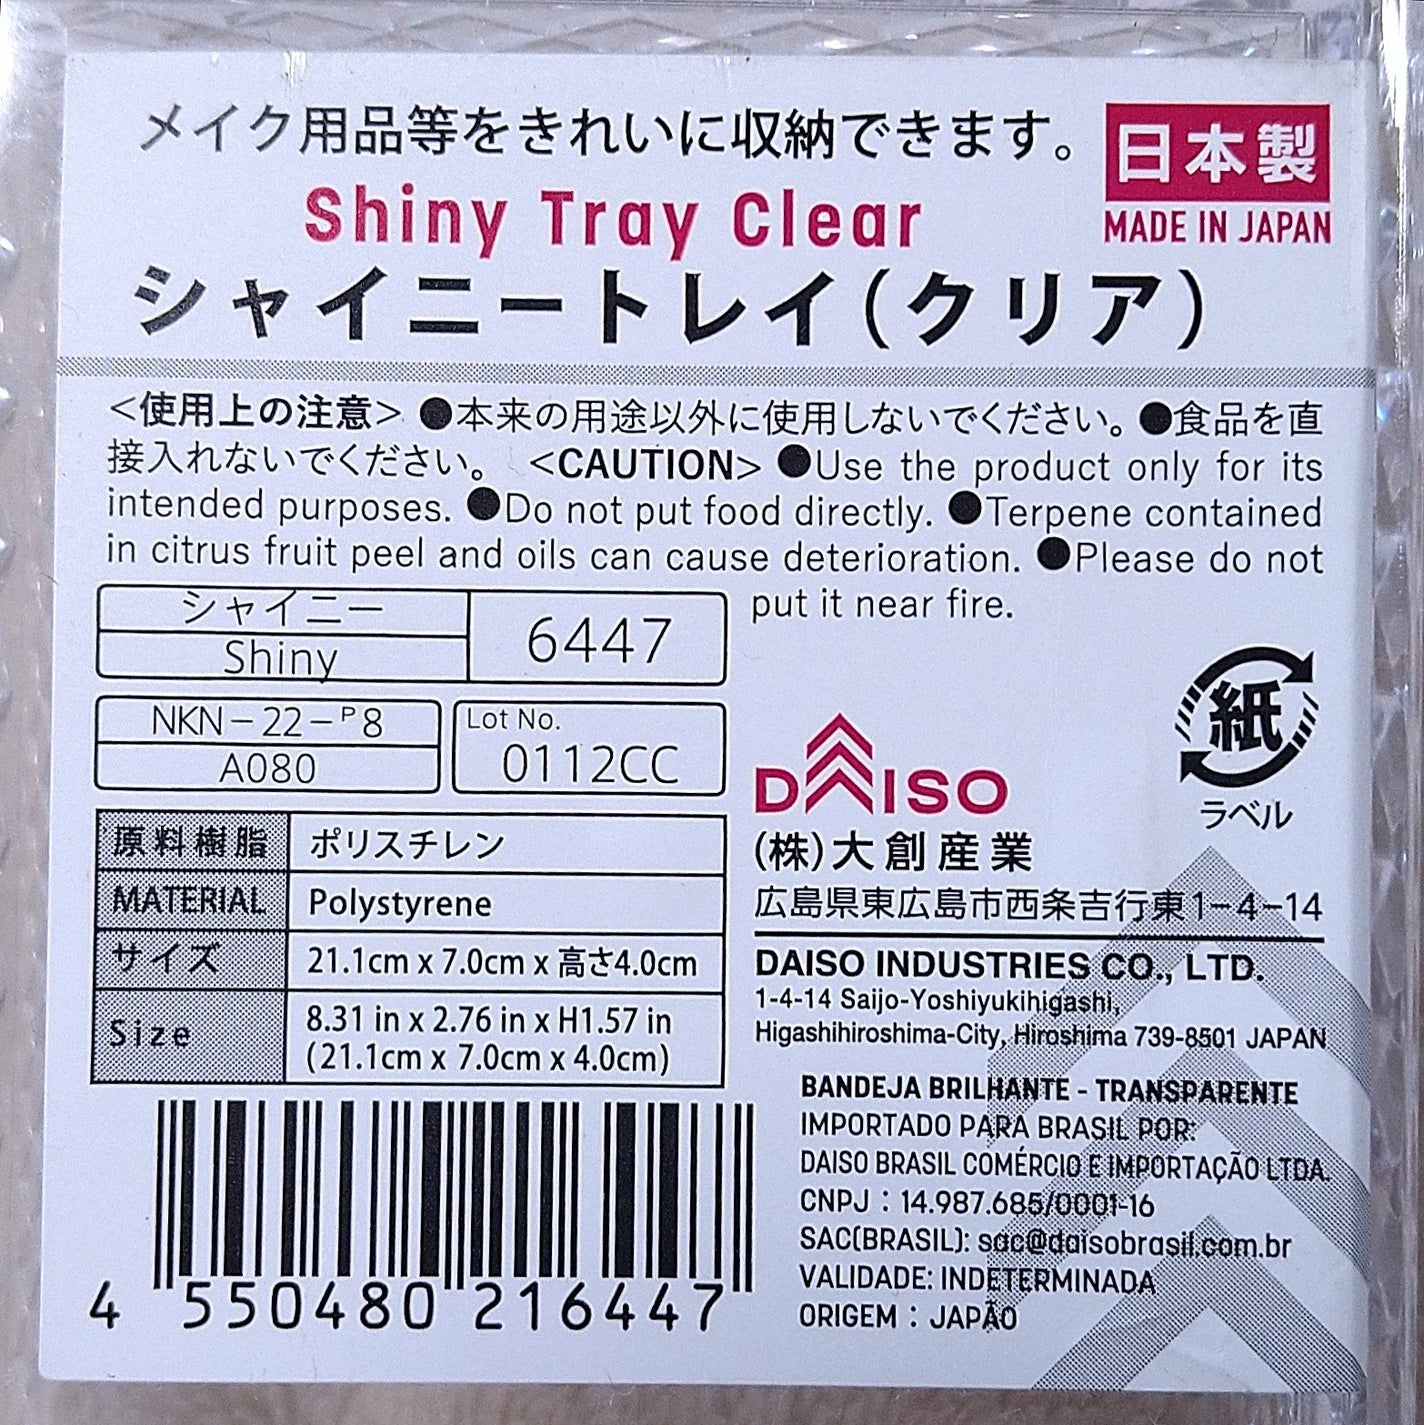 メイク用品等をきれいに収納できます。
日本製
MADE IN JAPAN
Shiny Tray Clear
シャイニートレイ(クリア)
<使用上の注意> ●本来の用途以外に使用しないでください。●食品を直
接入れないでください。 <CAUTION> ●Use the product only for its
intended purposes. ●Do not put food directly. ●Terpene contained
in citrus fruit peel and oils can cause deterioration. ●Please do not
put it near fire.
シャイニー
Shiny
6447
NKN-22-P8
A080
Lot No.
0112CC
原料樹脂 ポリスチレン
MATERIAL Polystyrene
サイズ 21.1cm x 7.0cm x 高さ4.0cm
Size 8.31 in x 2.76 in x H1.57 in
(21.1cm x 7.0cm x 4.0cm)
紙
ラベル
DAISO
(株)大創産業
広島県東広島市西条吉行東1-4-14
DAISO INDUSTRIES CO., LTD.
1-4-14 Saijo-Yoshiyukihigashi,
Higashihiroshima-City, Hiroshima 739-8501 JAPAN
BANDEJA BRILHANTE - TRANSPARENTE
IMPORTADO PARA BRASIL POR:
DAISO BRASIL COMÉRCIO E IMPORTAÇÃO LTDA.
CNPJ : 14.987.685/0001-16
SAC(BRASIL): sac@daisobrasil.com.br
VALIDADE: INDETERMINADA
ORIGEM : JAPÃO
4 550480 216447